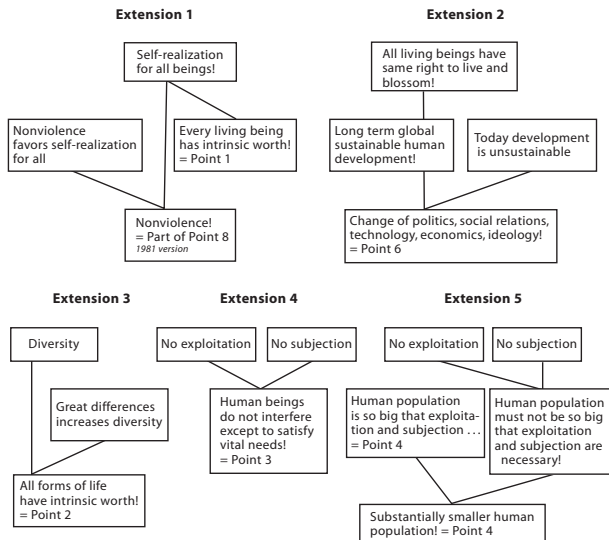 Extension 1
Self-realization
for all beings!
Nonviolence
favors self-realization
for all
Every living being
has intrinsic worth!
= Point 1
Nonviolence!
= Part of Point 8
1981 version
Extension 2
All living beings have
same right to live and
blossom!
Long term global
sustainable human
development!
Today development
is unsustainable
Change of politics, social relations,
technology, economics, ideology!
= Point 6
Extension 3
Diversity
Great differences
increases diversity
All forms of life
have intrinsic worth!
= Point 2
Extension 4
No exploitation
No subjection
Human beings
do not interfere
except to satisfy
vital needs!
= Point 3
Extension 5
No exploitation
No subjection
Human population
is so big that exploita-
tion and subjection ...
= Point 4
Human population
must not be so big
that exploitation
and subjection are
necessary!
Substantially smaller human
population! = Point 4